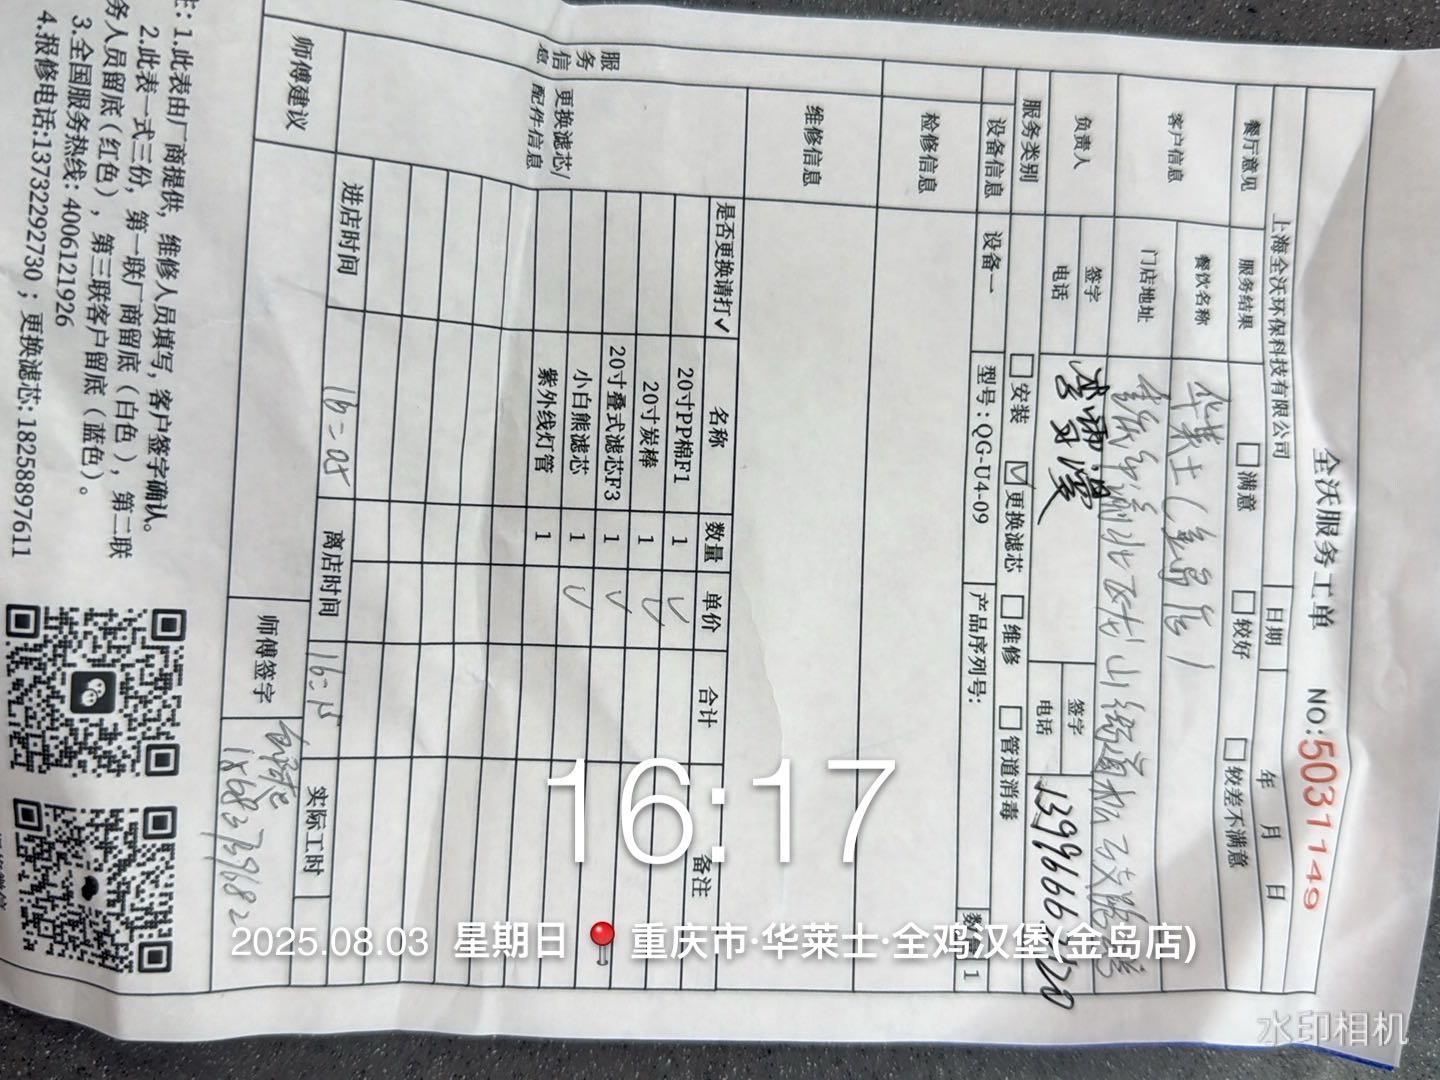 全沃服务工单 NO:5031149
上海全沃环保科技有限公司 日期 年 月 日
餐厅意见 服务结果 满意 较好 较差不满意
客户信息 餐饮名称 华莱士(金岛店)
门店地址
负责人 签字 签字
电话 电话
服务类别 安装 ☑更换滤芯 维修 管道消毒
设备信息 设备一 型号:QG-U4-09 产品序列号: 1
检修信息
维修信息
服务信息
更换滤芯/配件信息
是否更换请打✓ 名称 数量 单价 合计 备注
20寸PP棉F1 1 ✓
20寸炭棒 1 ✓
20寸叠式滤芯F3 1 ✓
小白熊滤芯 1 ✓
紫外线灯管 1
进店时间 16:05 离店时间 16:15 实际工时
师傅建议 师傅签字
18683739682
注:1.此表由厂商提供,维修人员填写,客户签字确认。
2.此表一式三份,第一联厂商留底(白色),第二联
务人员留底(红色),第三联客户留底(蓝色)。
3.全国服务热线:4006121926
4.报修电话:13732292730;更换滤芯:18258897611
16:17
2025.08.03 星期日 重庆市·华莱士·全鸡汉堡(金岛店)
水印相机